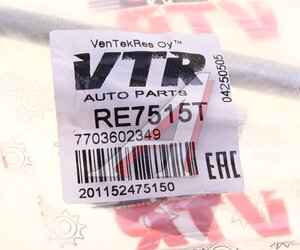 VenTekRes Oy™
VTR
AUTO PARTS
RE7515T
7703602349
EAC
201152475150
04250505